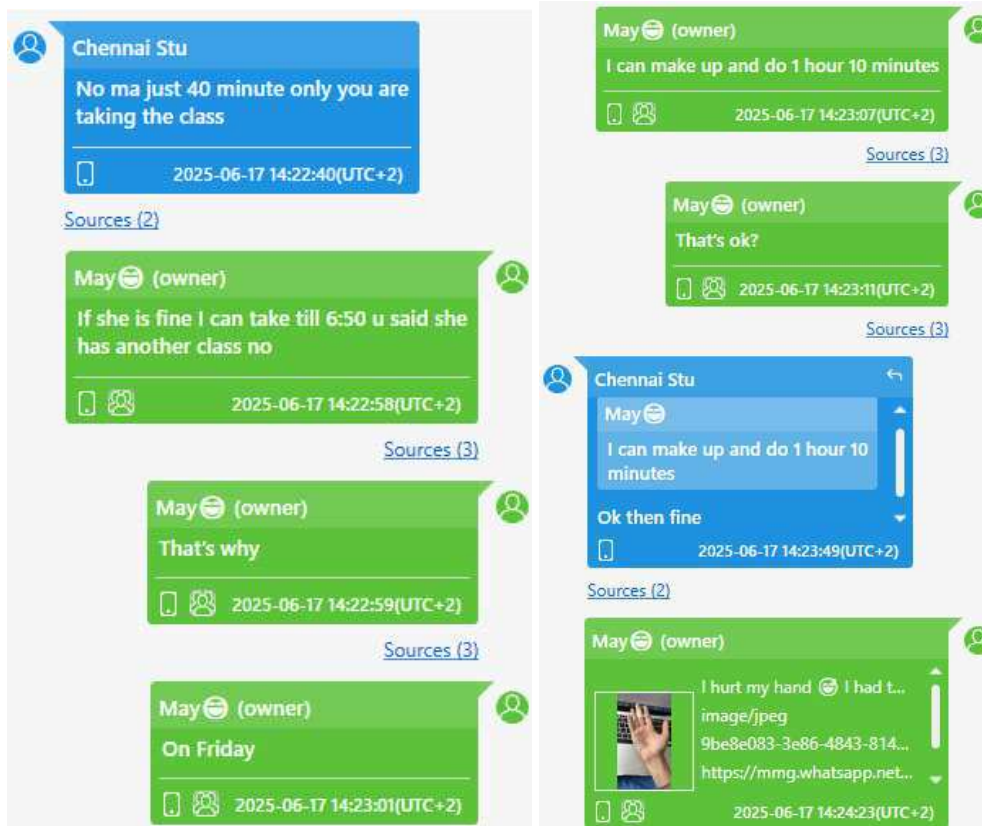 Chennai Stu
No ma just 40 minute only you are
taking the class
2025-06-17 14:22:40(UTC+2)
Sources (2)
May😄 (owner)
If she is fine I can take till 6:50 u said she
has another class no
2025-06-17 14:22:58(UTC+2)
Sources (3)
May😄 (owner)
That's why
2025-06-17 14:22:59(UTC+2)
Sources (3)
May😄 (owner)
On Friday
2025-06-17 14:23:01(UTC+2)
May😄 (owner)
I can make up and do 1 hour 10 minutes
2025-06-17 14:23:07(UTC+2)
Sources (3)
May😄 (owner)
That's ok?
2025-06-17 14:23:11(UTC+2)
Sources (3)
Chennai Stu
May😄
I can make up and do 1 hour 10
minutes
Ok then fine
2025-06-17 14:23:49(UTC+2)
Sources (2)
May😄 (owner)
I hurt my hand 😅 I had t...
image/jpeg
9be8e083-3e86-4843-814...
https://mmg.whatsapp.net...
2025-06-17 14:24:23(UTC+2)